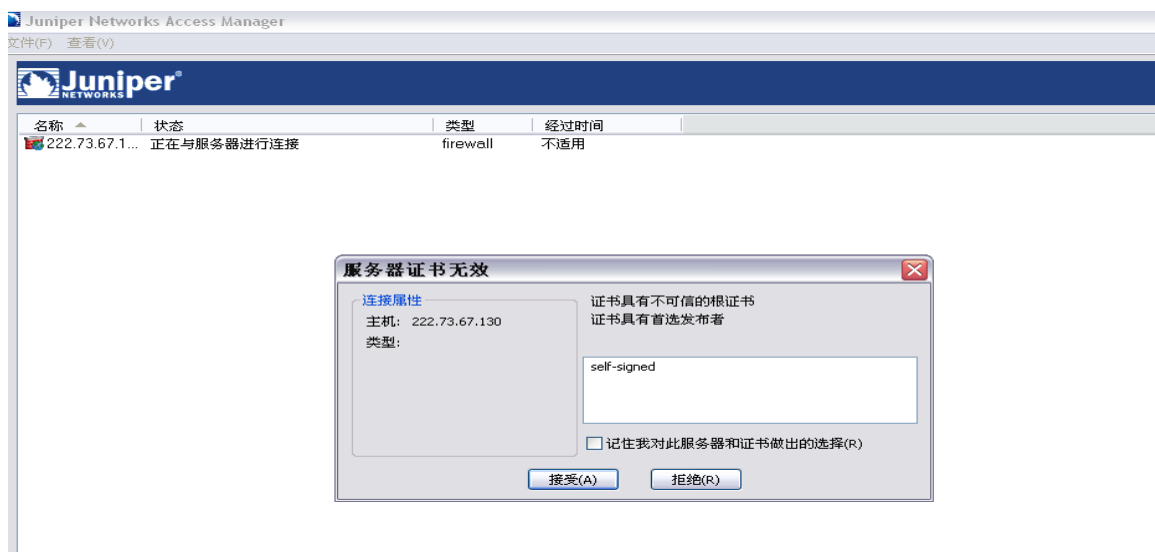 Juniper Networks Access Manager
文件(F) 查看(V)
Juniper®
NETWORKS
名称 状态 类型 经过时间
222.73.67.1... 正在与服务器进行连接 firewall 不适用
服务器证书无效
连接属性
主机: 222.73.67.130
类型:
证书具有不可信的根证书
证书具有首选发布者
self-signed
记住我对此服务器和证书做出的选择(R)
接受(A) 拒绝(R)